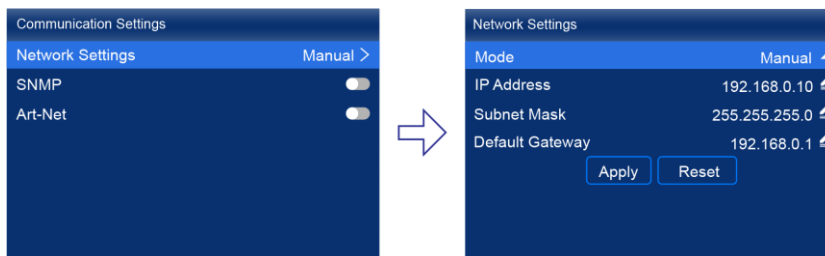 Communication Settings
Network Settings Manual >
SNMP
Art-Net
Network Settings
Mode Manual
IP Address 192.168.0.10
Subnet Mask 255.255.255.0
Default Gateway 192.168.0.1
Apply Reset